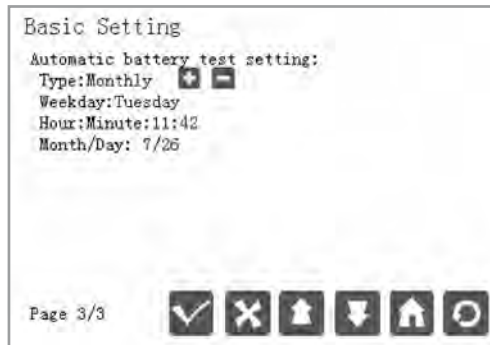 Basic Setting
Automatic battery test setting:
Type:Monthly
Weekday:Tuesday
Hour:Minute:11:42
Month/Day: 7/26
Page 3/3